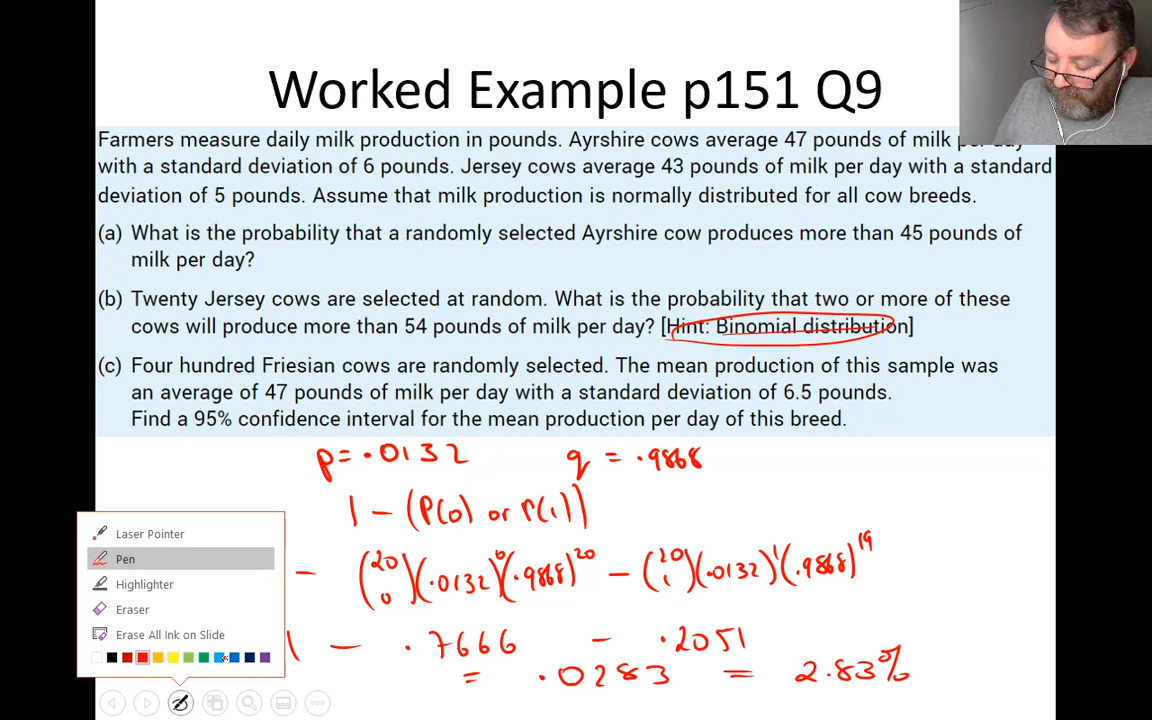 Worked Example p151 Q9
Farmers measure daily milk production in pounds. Ayrshire cows average 47 pounds of milk per day
with a standard deviation of 6 pounds. Jersey cows average 43 pounds of milk per day with a standard
deviation of 5 pounds. Assume that milk production is normally distributed for all cow breeds.
(a) What is the probability that a randomly selected Ayrshire cow produces more than 45 pounds of
milk per day?
(b) Twenty Jersey cows are selected at random. What is the probability that two or more of these
cows will produce more than 54 pounds of milk per day? [Hint: Binomial distribution]
(c) Four hundred Friesian cows are randomly selected. The mean production of this sample was
an average of 47 pounds of milk per day with a standard deviation of 6.5 pounds.
Find a 95% confidence interval for the mean production per day of this breed.
p = .0132 q = .9868
1 - (P(0) or P(1))
Laser Pointer
Pen
Highlighter
Eraser
Erase All Ink on Slide
- (20 0)(.0132)^0(.9868)^20 - (20 1)(.0132)^1(.9868)^19
1 - .7666 - .2051
= .0283 = 2.83%